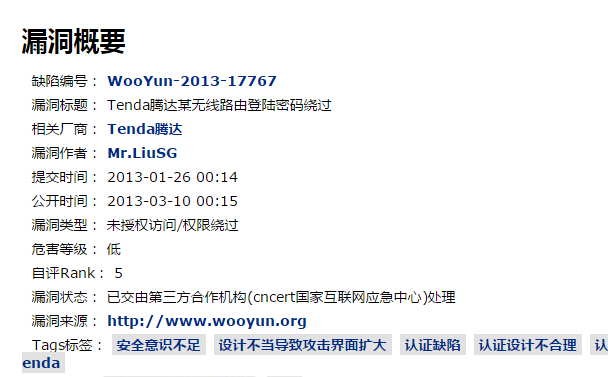 漏洞概要
缺陷编号： WooYun-2013-17767
漏洞标题： Tenda腾达某无线路由登陆密码绕过
相关厂商： Tenda腾达
漏洞作者： Mr.LiuSG
提交时间： 2013-01-26 00:14
公开时间： 2013-03-10 00:15
漏洞类型： 未授权访问/权限绕过
危害等级： 低
自评Rank： 5
漏洞状态： 已交由第三方合作机构(cncert国家互联网应急中心)处理
漏洞来源： http://www.wooyun.org
Tags标签： 安全意识不足 设计不当导致攻击界面扩大 认证缺陷 认证设计不合理 认
enda